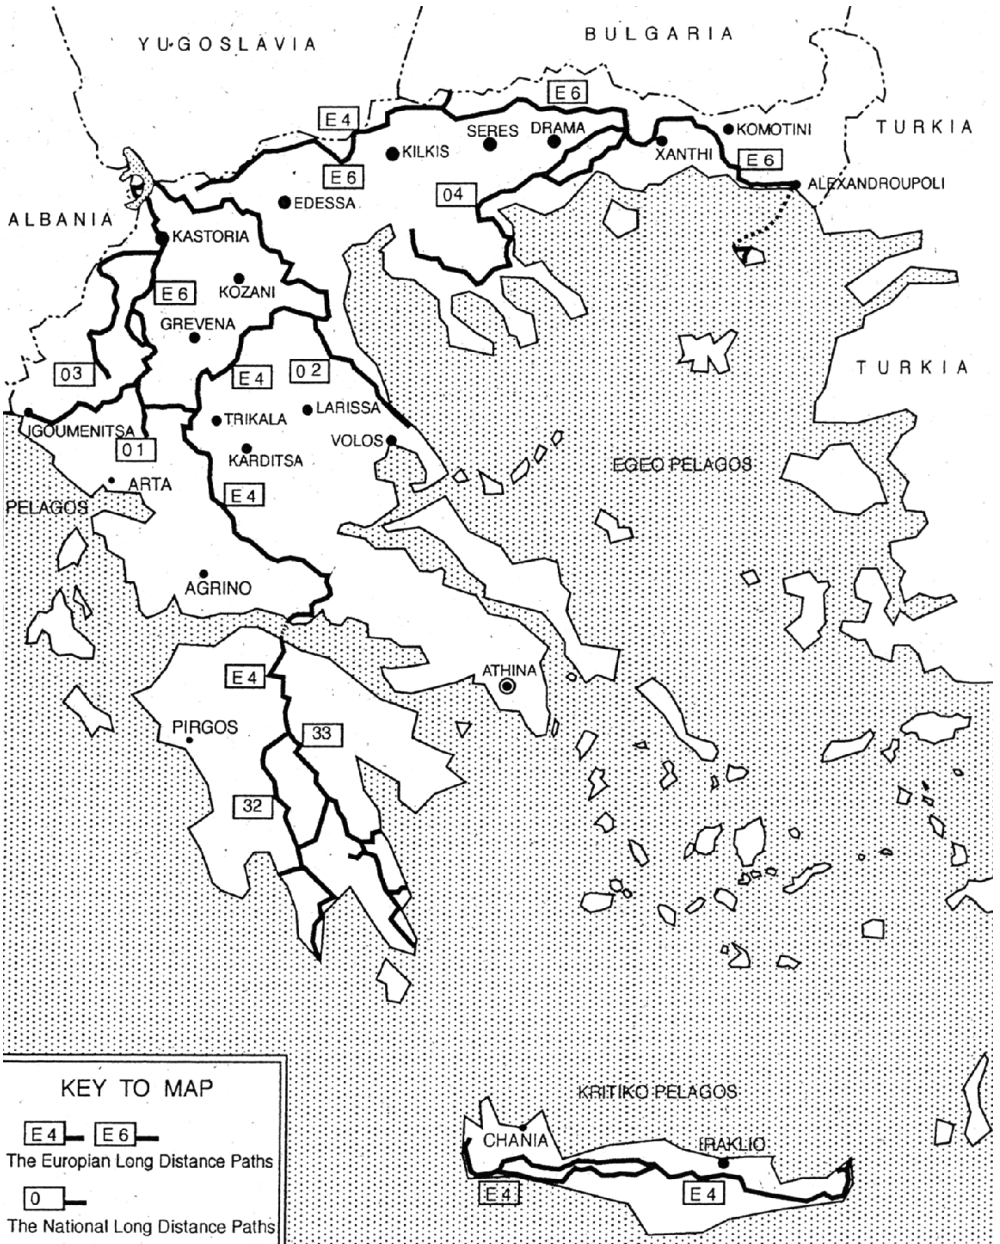 YUGOSLAVIA
BULGARIA
E 6
E 4
SERES
DRAMA
KOMOTINI
TURKIA
KILKIS
XANTHI
E 6
E 6
ALEXANDROUPOLI
04
EDESSA
ALBANIA
KASTORIA
KOZANI
E 6
GREVENA
03
E 4
02
TURKIA
LARISSA
TRIKALA
IGOUMENITSA
VOLOS
01
KARDITSA
EGEO PELAGOS
ARTA
E 4
PELAGOS
AGRINO
E 4
ATHINA
PIRGOS
33
32
KEY TO MAP
E 4 E 6
The Europian Long Distance Paths
0
The National Long Distance Paths
KRITIKO PELAGOS
CHANIA
IRAKLIO
E 4
E 4